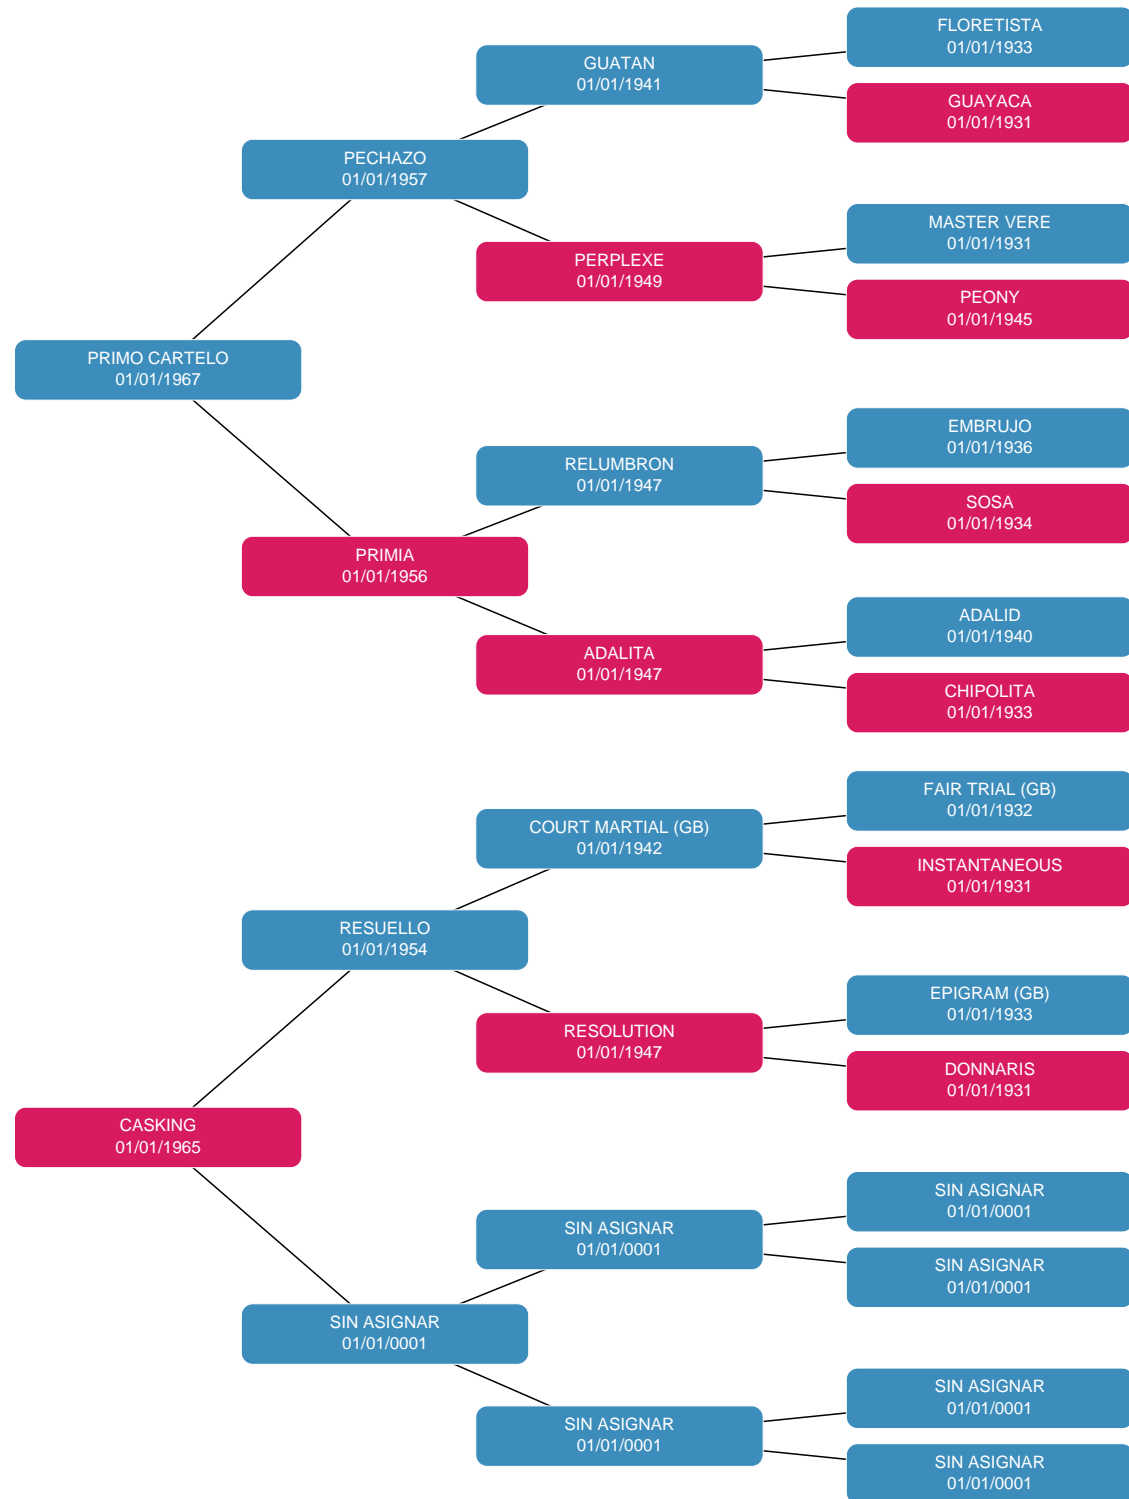 FLORETISTA
01/01/1933
GUATAN
01/01/1941
GUAYACA
01/01/1931
PECHAZO
01/01/1957
MASTER VERE
01/01/1931
PERPLEXE
01/01/1949
PEONY
01/01/1945
PRIMO CARTELO
01/01/1967
EMBRUJO
01/01/1936
RELUMBRON
01/01/1947
SOSA
01/01/1934
PRIMIA
01/01/1956
ADALID
01/01/1940
ADALITA
01/01/1947
CHIPOLITA
01/01/1933
FAIR TRIAL (GB)
01/01/1932
COURT MARTIAL (GB)
01/01/1942
INSTANTANEOUS
01/01/1931
RESUELLO
01/01/1954
EPIGRAM (GB)
01/01/1933
RESOLUTION
01/01/1947
DONNARIS
01/01/1931
CASKING
01/01/1965
SIN ASIGNAR
01/01/0001
SIN ASIGNAR
01/01/0001
SIN ASIGNAR
01/01/0001
SIN ASIGNAR
01/01/0001
SIN ASIGNAR
01/01/0001
SIN ASIGNAR
01/01/0001
SIN ASIGNAR
01/01/0001